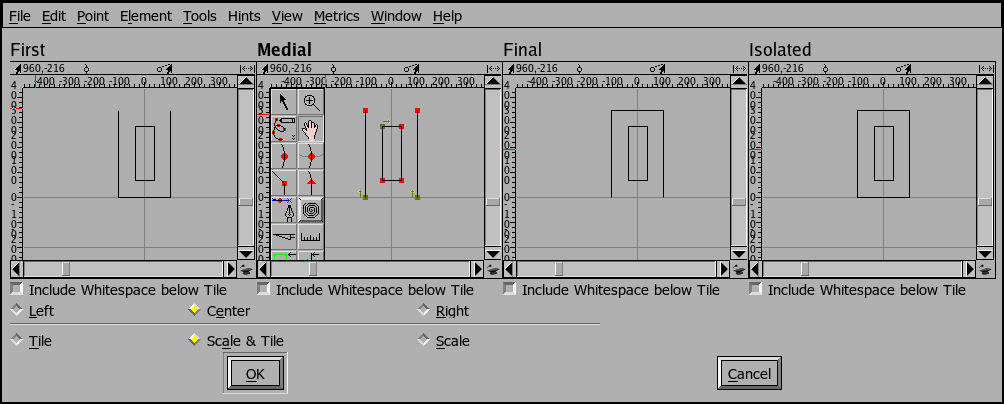 File Edit Point Element Tools Hints View Metrics Window Help
First Medial Final Isolated
960,-216 960,-216 960,-216 960,-216
-400 -300 -200 -100 0 100 200 300 -400 -300 -200 -100 0 100 200 300 -400 -300 -200 -100 0 100 200 300 -400 -300 -200 -100 0 100 200 300
Include Whitespace below Tile Include Whitespace below Tile Include Whitespace below Tile Include Whitespace below Tile
Left Center Right
Tile Scale & Tile Scale
OK Cancel